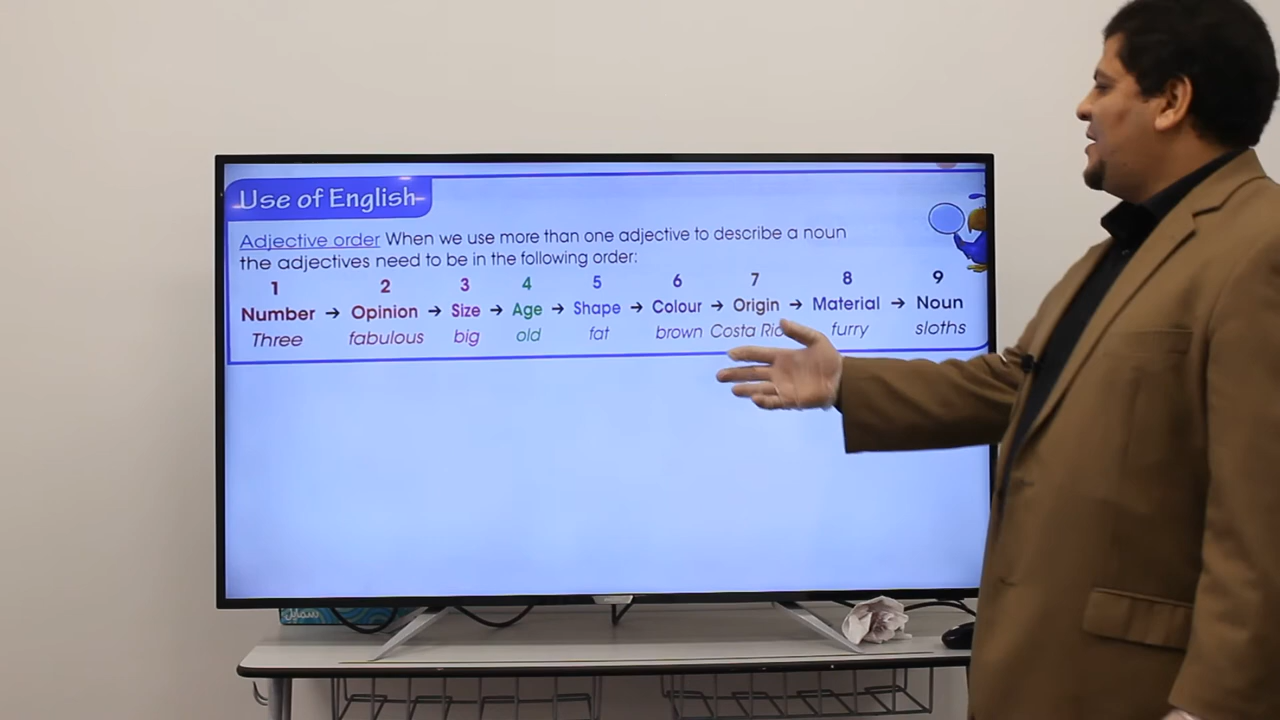 Use of English
Adjective order When we use more than one adjective to describe a noun
the adjectives need to be in the following order:
1 2 3 4 5 6 7 8 9
Number → Opinion → Size → Age → Shape → Colour → Origin → Material → Noun
Three fabulous big old fat brown Costa furry sloths